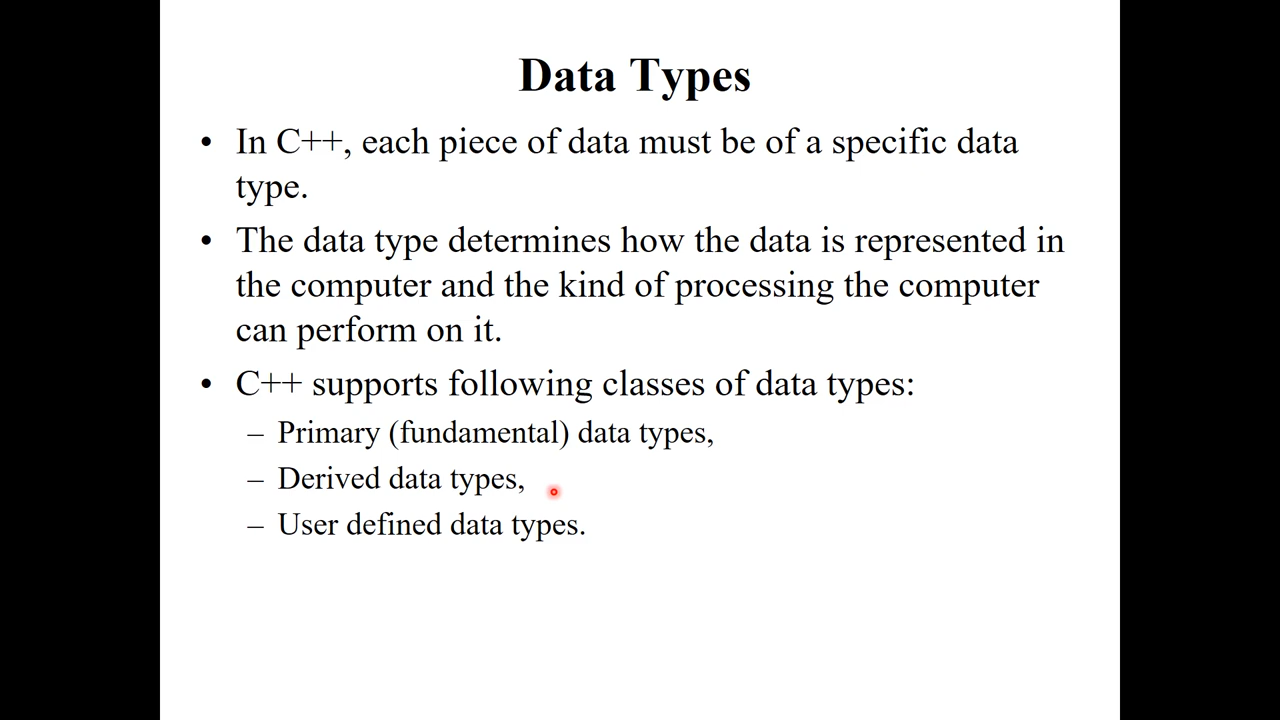 Data Types
• In C++, each piece of data must be of a specific data
type.
• The data type determines how the data is represented in
the computer and the kind of processing the computer
can perform on it.
• C++ supports following classes of data types:
– Primary (fundamental) data types,
– Derived data types,
– User defined data types.